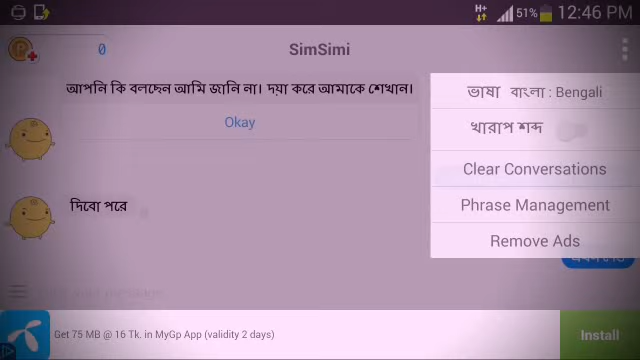 H+
51%
12:46 PM
0
SimSimi
আপনি কি বলছেন আমি জানি না। দয়া করে আমাকে শেখান।
Okay
ভাষা বাংলা : Bengali
খারাপ শব্দ
Clear Conversations
Phrase Management
Remove Ads
দিবো পরে
Get 75 MB @ 16 Tk. in MyGp App (validity 2 days)
Install